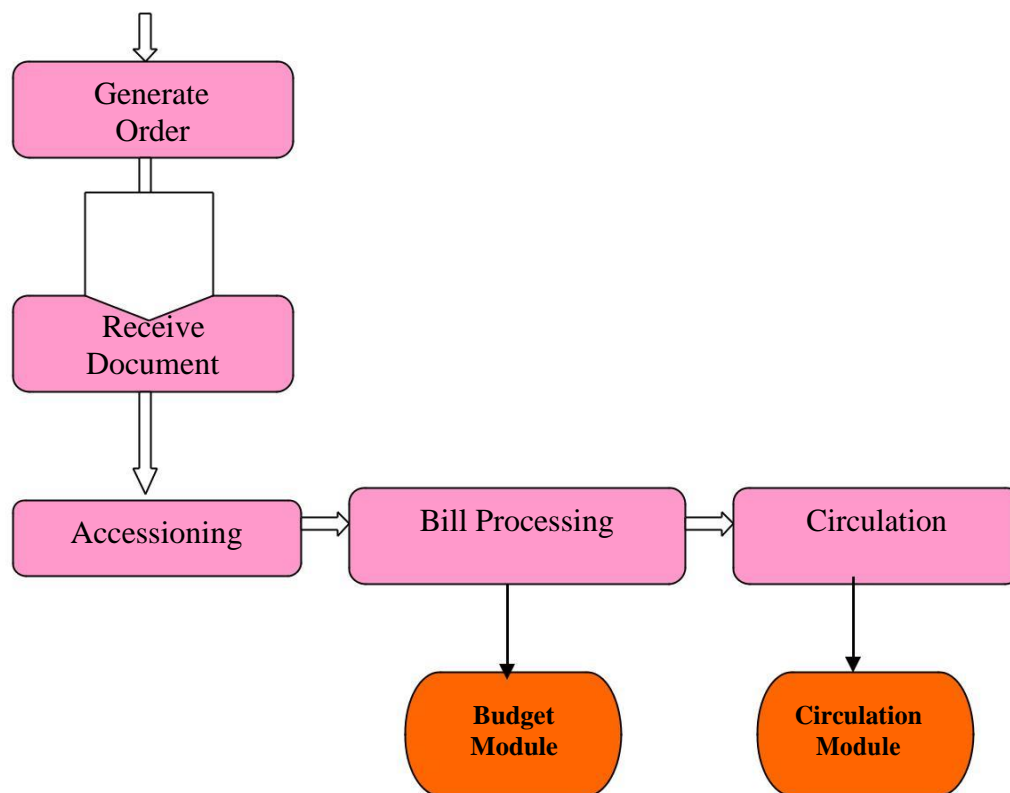 Generate
Order
Receive
Document
Accessioning
Bill Processing
Circulation
Budget
Module
Circulation
Module